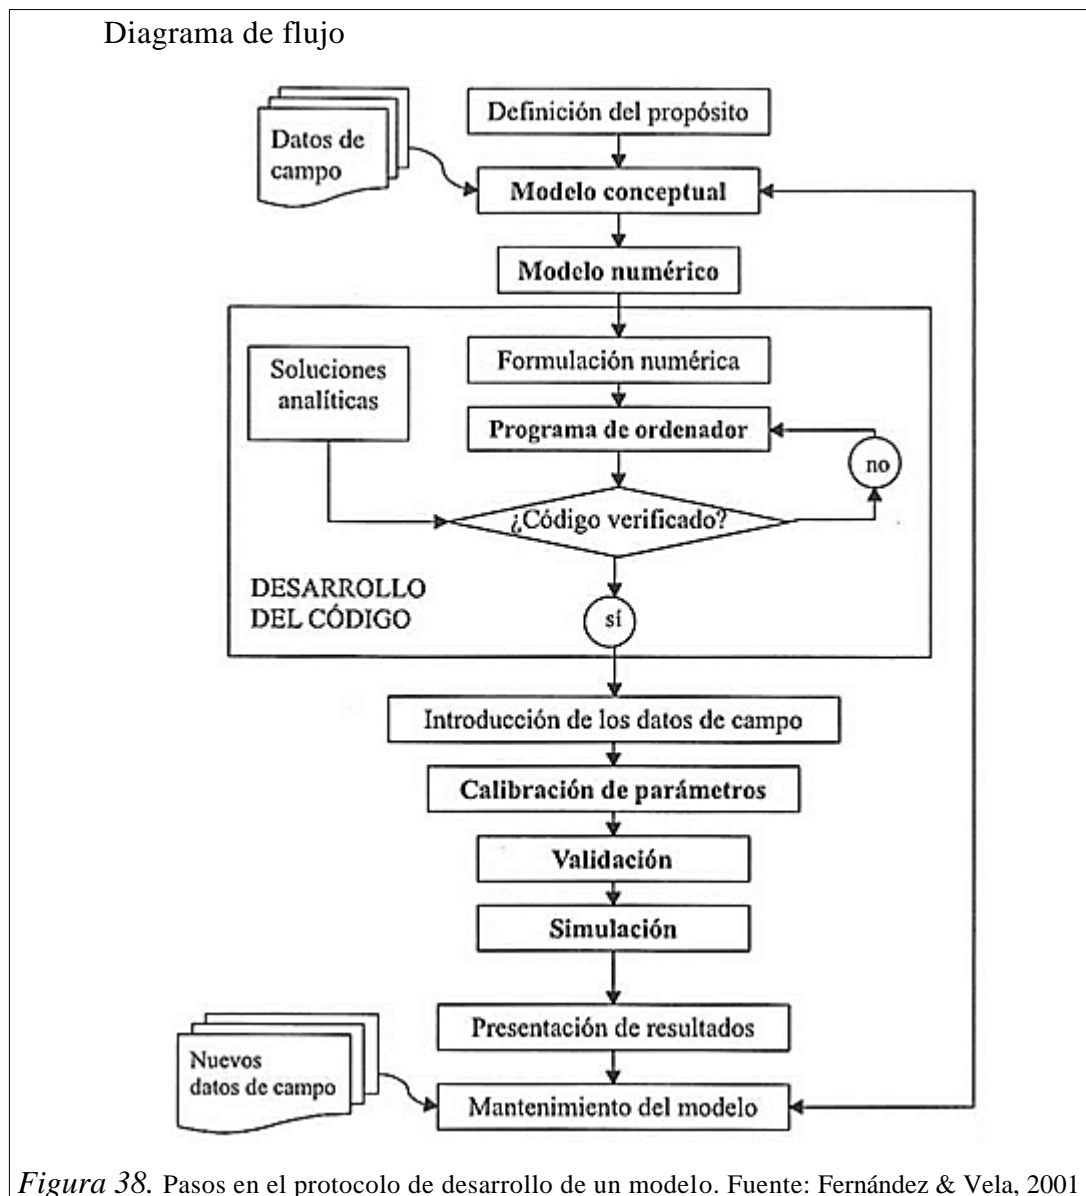 Diagrama de flujo
Definición del propósito
Datos de
campo
Modelo conceptual
Modelo numérico
Formulación numérica
Soluciones
analíticas
Programa de ordenador
no
¿Código verificado?
DESARROLLO
DEL CÓDIGO
sí
Introducción de los datos de campo
Calibración de parámetros
Validación
Simulación
Presentación de resultados
Nuevos
datos de campo
Mantenimiento del modelo
Figura 38. Pasos en el protocolo de desarrollo de un modelo. Fuente: Fernández & Vela, 2001